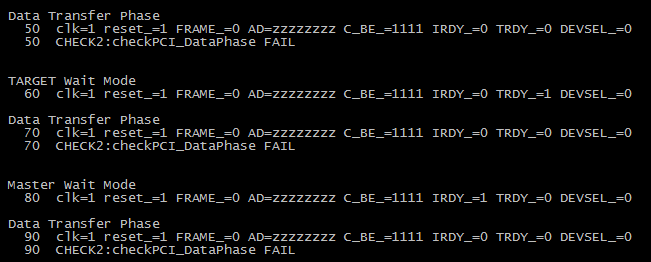 Data Transfer Phase
50 clk=1 reset_=1 FRAME_=0 AD=zzzzzzzz C_BE_=1111 IRDY_=0 TRDY_=0 DEVSEL_=0
50 CHECK2:checkPCI_DataPhase FAIL
TARGET Wait Mode
60 clk=1 reset_=1 FRAME_=0 AD=zzzzzzzz C_BE_=1111 IRDY_=0 TRDY_=1 DEVSEL_=0
Data Transfer Phase
70 clk=1 reset_=1 FRAME_=0 AD=zzzzzzzz C_BE_=1111 IRDY_=0 TRDY_=0 DEVSEL_=0
70 CHECK2:checkPCI_DataPhase FAIL
Master Wait Mode
80 clk=1 reset_=1 FRAME_=0 AD=zzzzzzzz C_BE_=1111 IRDY_=1 TRDY_=0 DEVSEL_=0
Data Transfer Phase
90 clk=1 reset_=1 FRAME_=0 AD=zzzzzzzz C_BE_=1111 IRDY_=0 TRDY_=0 DEVSEL_=0
90 CHECK2:checkPCI_DataPhase FAIL